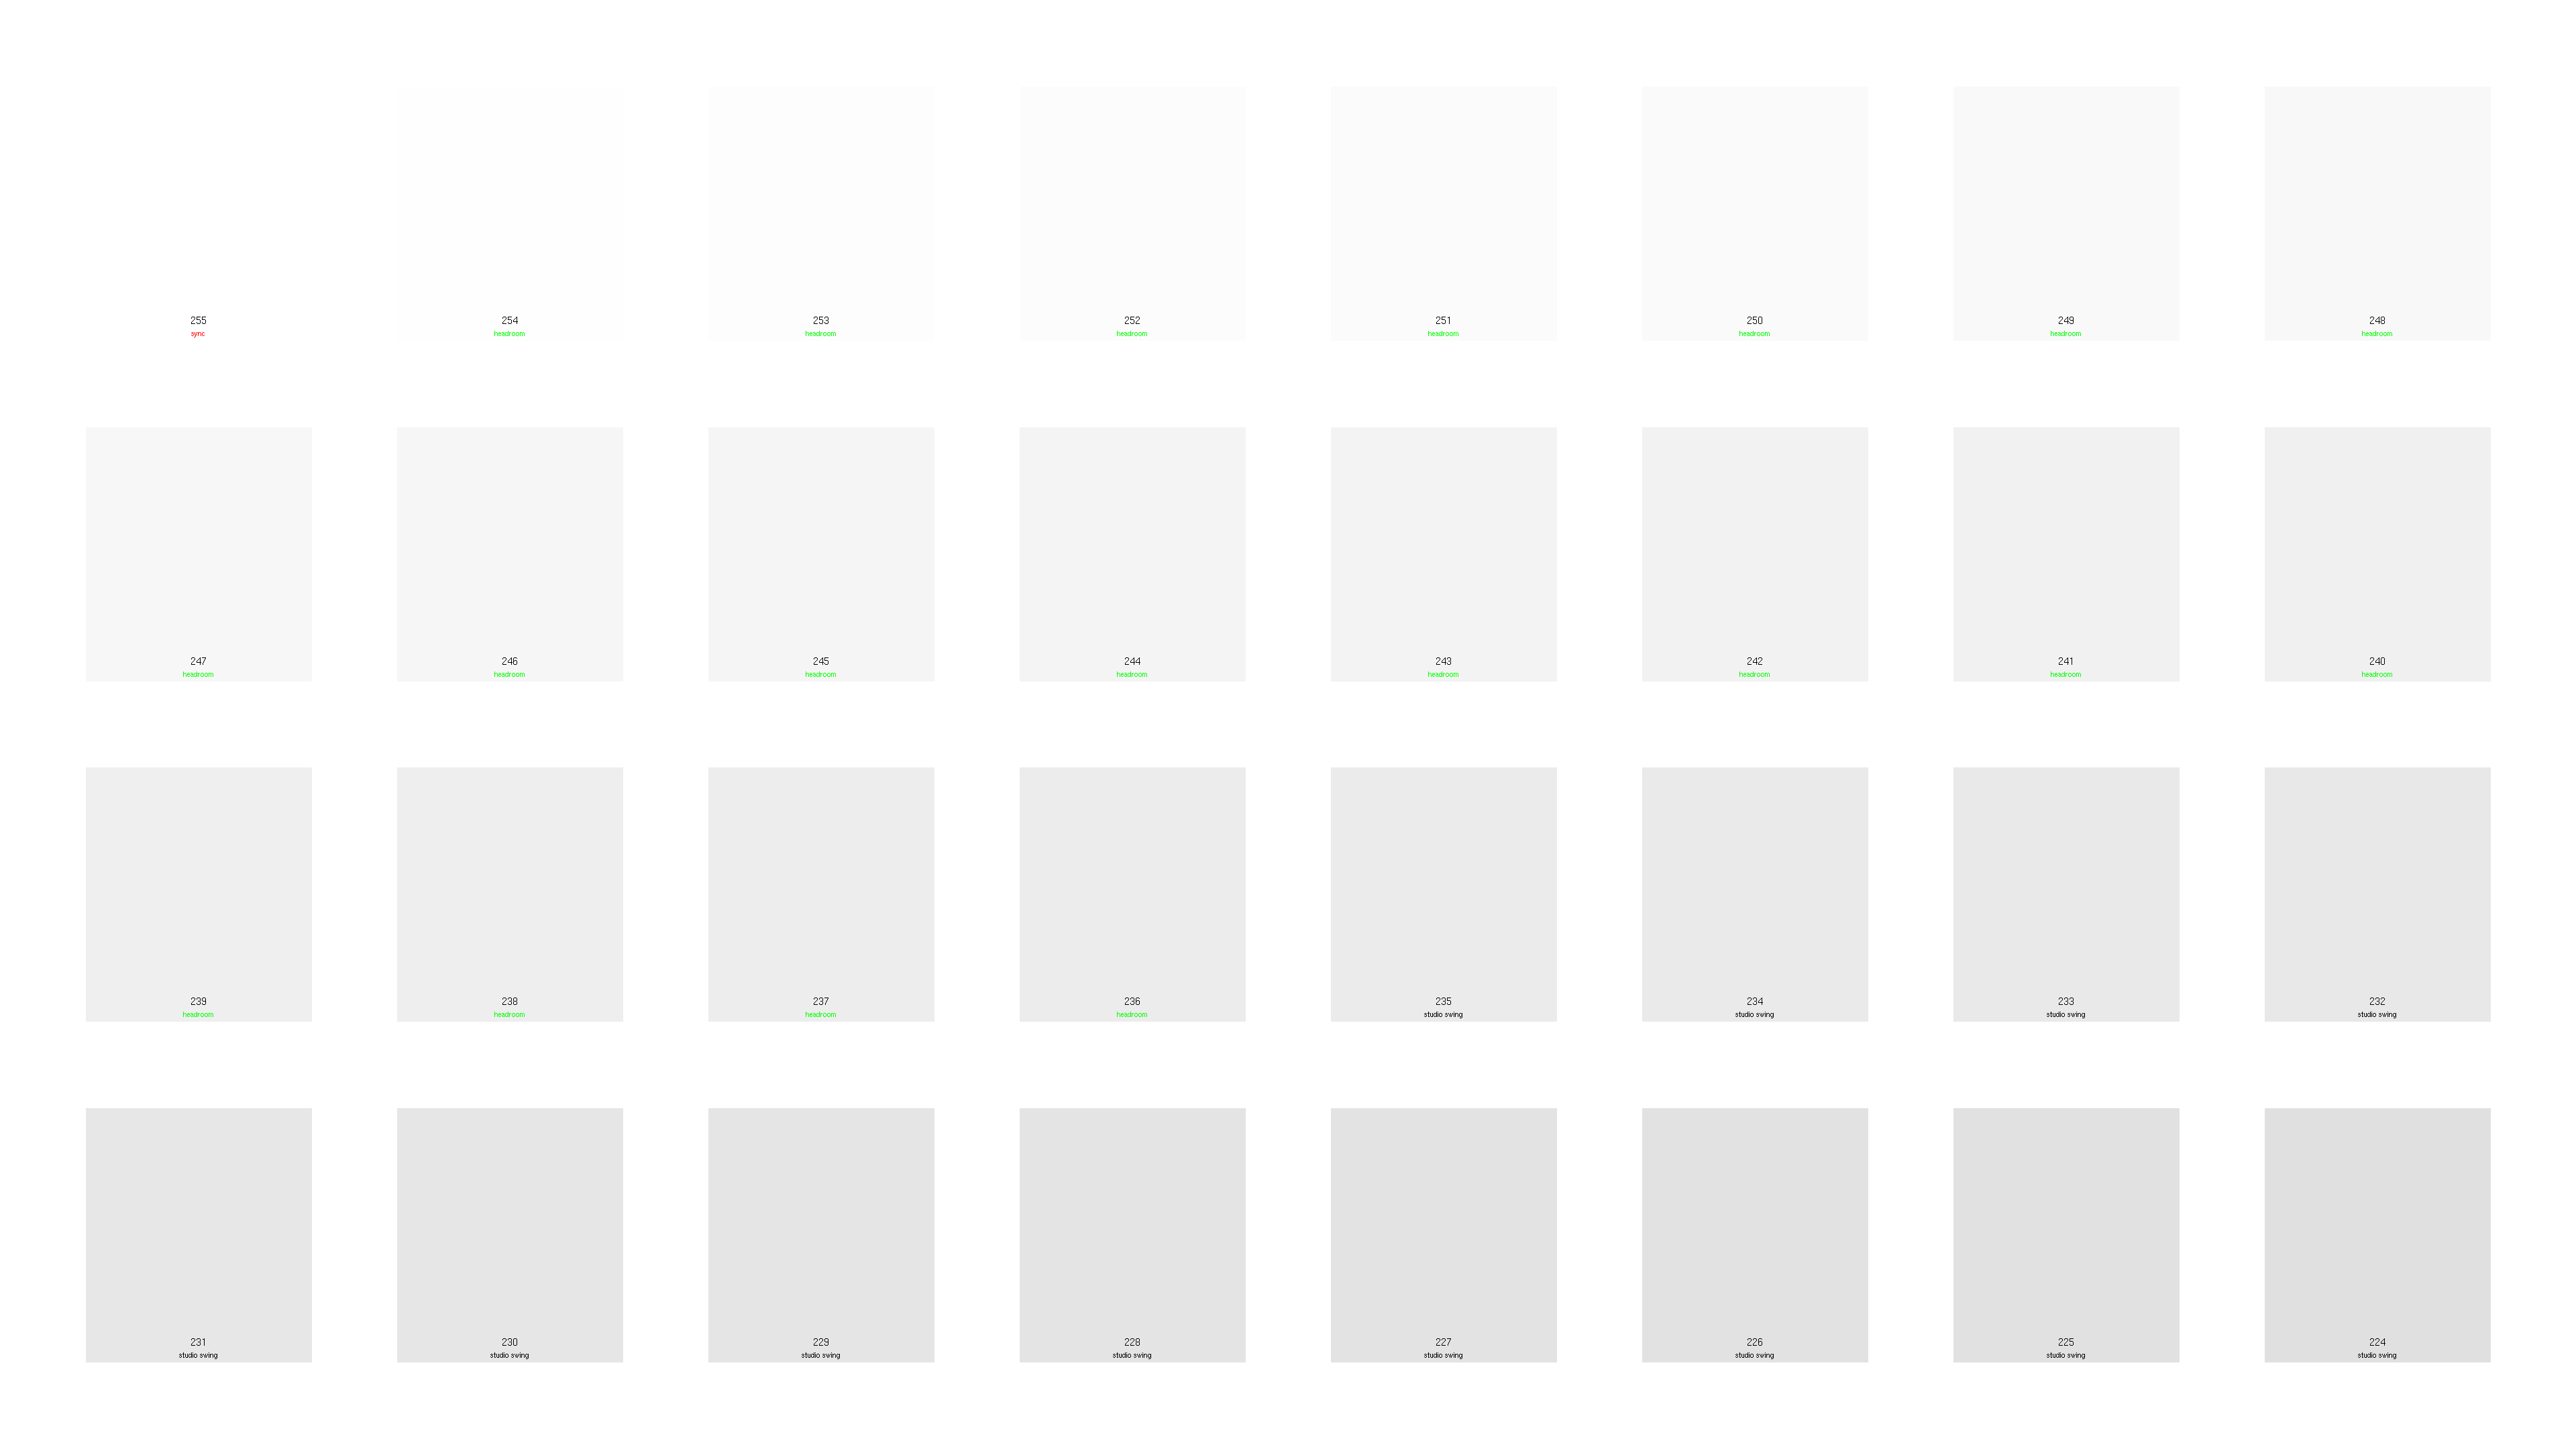 255 254 253 252 251 250 249 248
sync headroom headroom headroom headroom headroom headroom headroom
247 246 245 244 243 242 241 240
headroom headroom headroom headroom headroom headroom headroom headroom
239 238 237 236 235 234 233 232
headroom headroom headroom headroom studio swing studio swing studio swing studio swing
231 230 229 228 227 226 225 224
studio swing studio swing studio swing studio swing studio swing studio swing studio swing studio swing